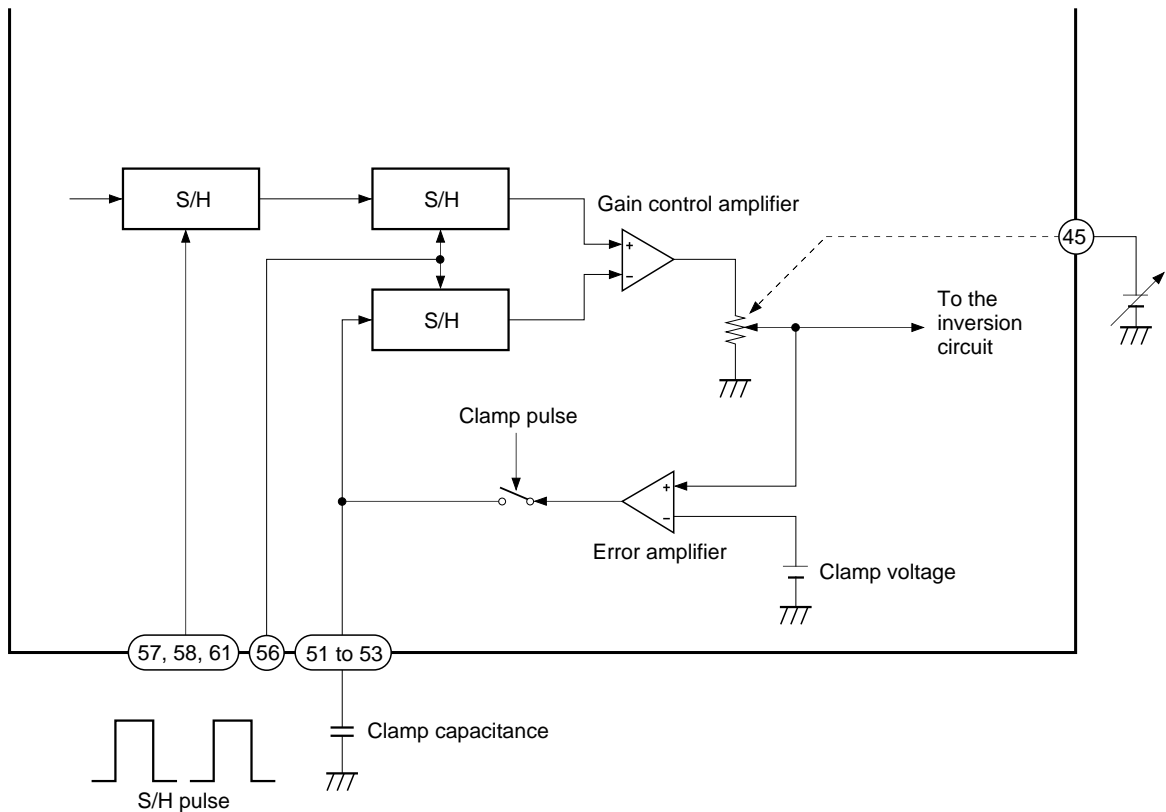 S/H
S/H
Gain control amplifier
+
−
45
S/H
To the
inversion
circuit
Clamp pulse
+
−
Error amplifier
Clamp voltage
57, 58, 61
56
51 to 53
Clamp capacitance
S/H pulse